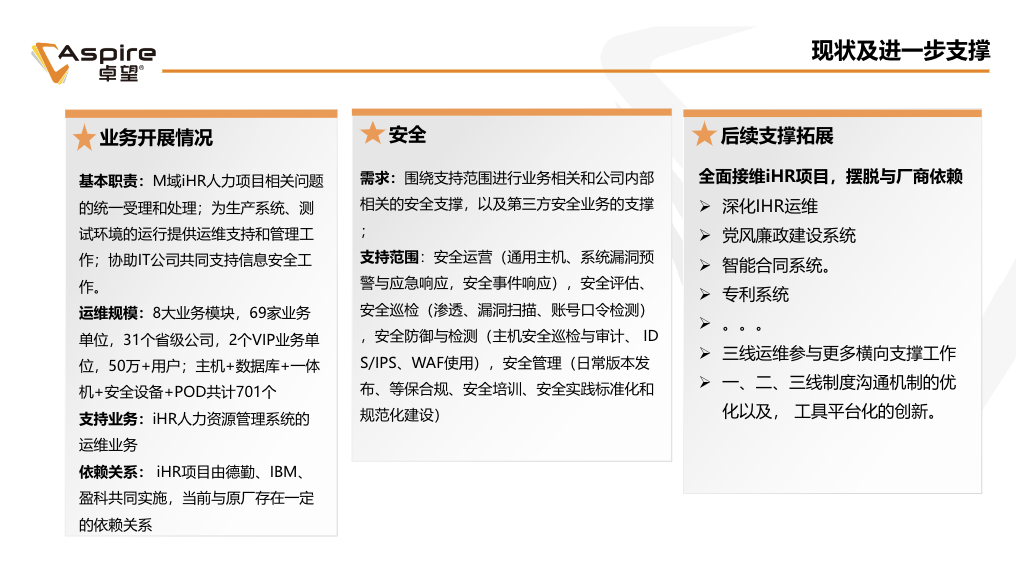 Aspire
卓望®
现状及进一步支撑
业务开展情况
基本职责：M域iHR人力项目相关问题
的统一受理和处理；为生产系统、测
试环境的运行提供运维支持和管理工
作；协助IT公司共同支持信息安全工
作。
运维规模：8大业务模块，69家业务
单位，31个省级公司，2个VIP业务单
位，50万+用户；主机+数据库+一体
机+安全设备+POD共计701个
支持业务：iHR人力资源管理系统的
运维业务
依赖关系： iHR项目由德勤、IBM、
盈科共同实施，当前与原厂存在一定
的依赖关系
安全
需求：围绕支持范围进行业务相关和公司内部
相关的安全支撑，以及第三方安全业务的支撑
；
支持范围：安全运营（通用主机、系统漏洞预
警与应急响应，安全事件响应），安全评估、
安全巡检（渗透、漏洞扫描、账号口令检测）
，安全防御与检测（主机安全巡检与审计、 ID
S/IPS、WAF使用），安全管理（日常版本发
布、等保合规、安全培训、安全实践标准化和
规范化建设）
后续支撑拓展
全面接维iHR项目，摆脱与厂商依赖
➢ 深化IHR运维
➢ 党风廉政建设系统
➢ 智能合同系统。
➢ 专利系统
➢ 。。。
➢ 三线运维参与更多横向支撑工作
➢ 一、二、三线制度沟通机制的优
化以及， 工具平台化的创新。